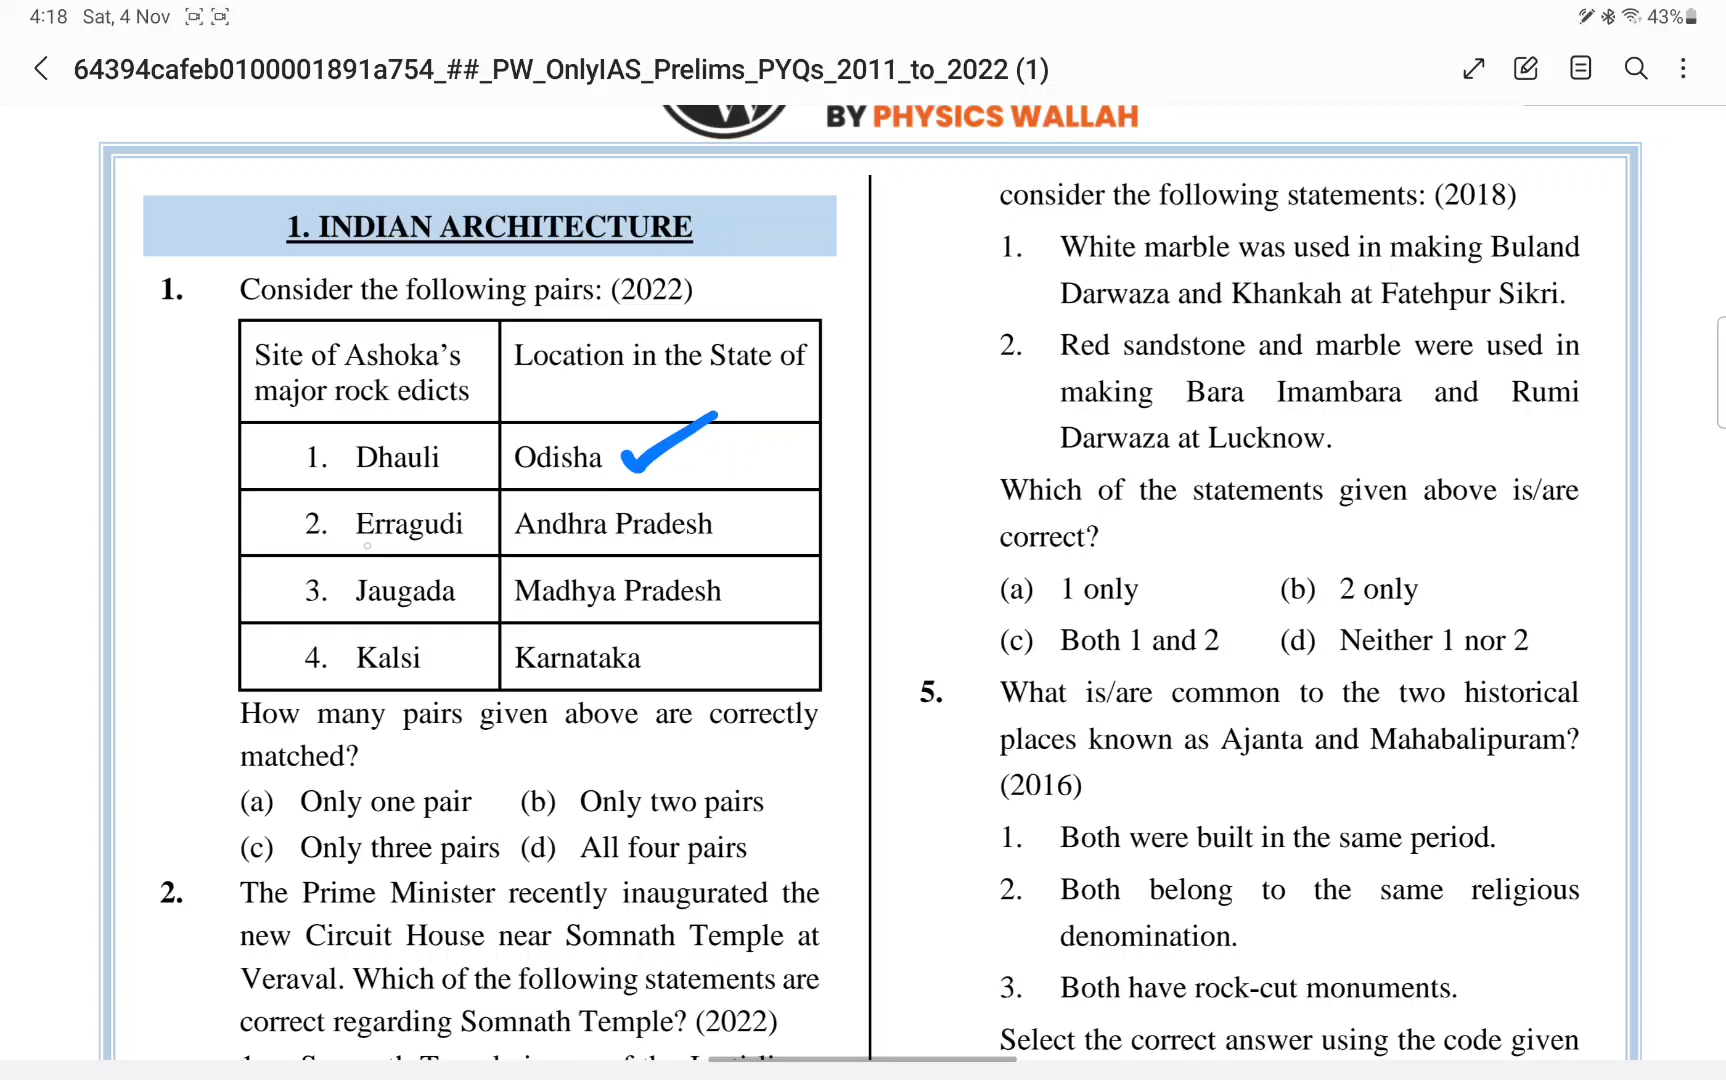 4:18 Sat, 4 Nov
43%
64394cafeb0100001891a754_##_PW_OnlyIAS_Prelims_PYQs_2011_to_2022 (1)
BY PHYSICS WALLAH
1. INDIAN ARCHITECTURE
1. Consider the following pairs: (2022)
Site of Ashoka’s
major rock edicts
Location in the State of
1. Dhauli Odisha
2. Erragudi Andhra Pradesh
3. Jaugada Madhya Pradesh
4. Kalsi Karnataka
How many pairs given above are correctly
matched?
(a) Only one pair (b) Only two pairs
(c) Only three pairs (d) All four pairs
2. The Prime Minister recently inaugurated the
new Circuit House near Somnath Temple at
Veraval. Which of the following statements are
correct regarding Somnath Temple? (2022)
consider the following statements: (2018)
1. White marble was used in making Buland
Darwaza and Khankah at Fatehpur Sikri.
2. Red sandstone and marble were used in
making Bara Imambara and Rumi
Darwaza at Lucknow.
Which of the statements given above is/are
correct?
(a) 1 only (b) 2 only
(c) Both 1 and 2 (d) Neither 1 nor 2
5. What is/are common to the two historical
places known as Ajanta and Mahabalipuram?
(2016)
1. Both were built in the same period.
2. Both belong to the same religious
denomination.
3. Both have rock-cut monuments.
Select the correct answer using the code given